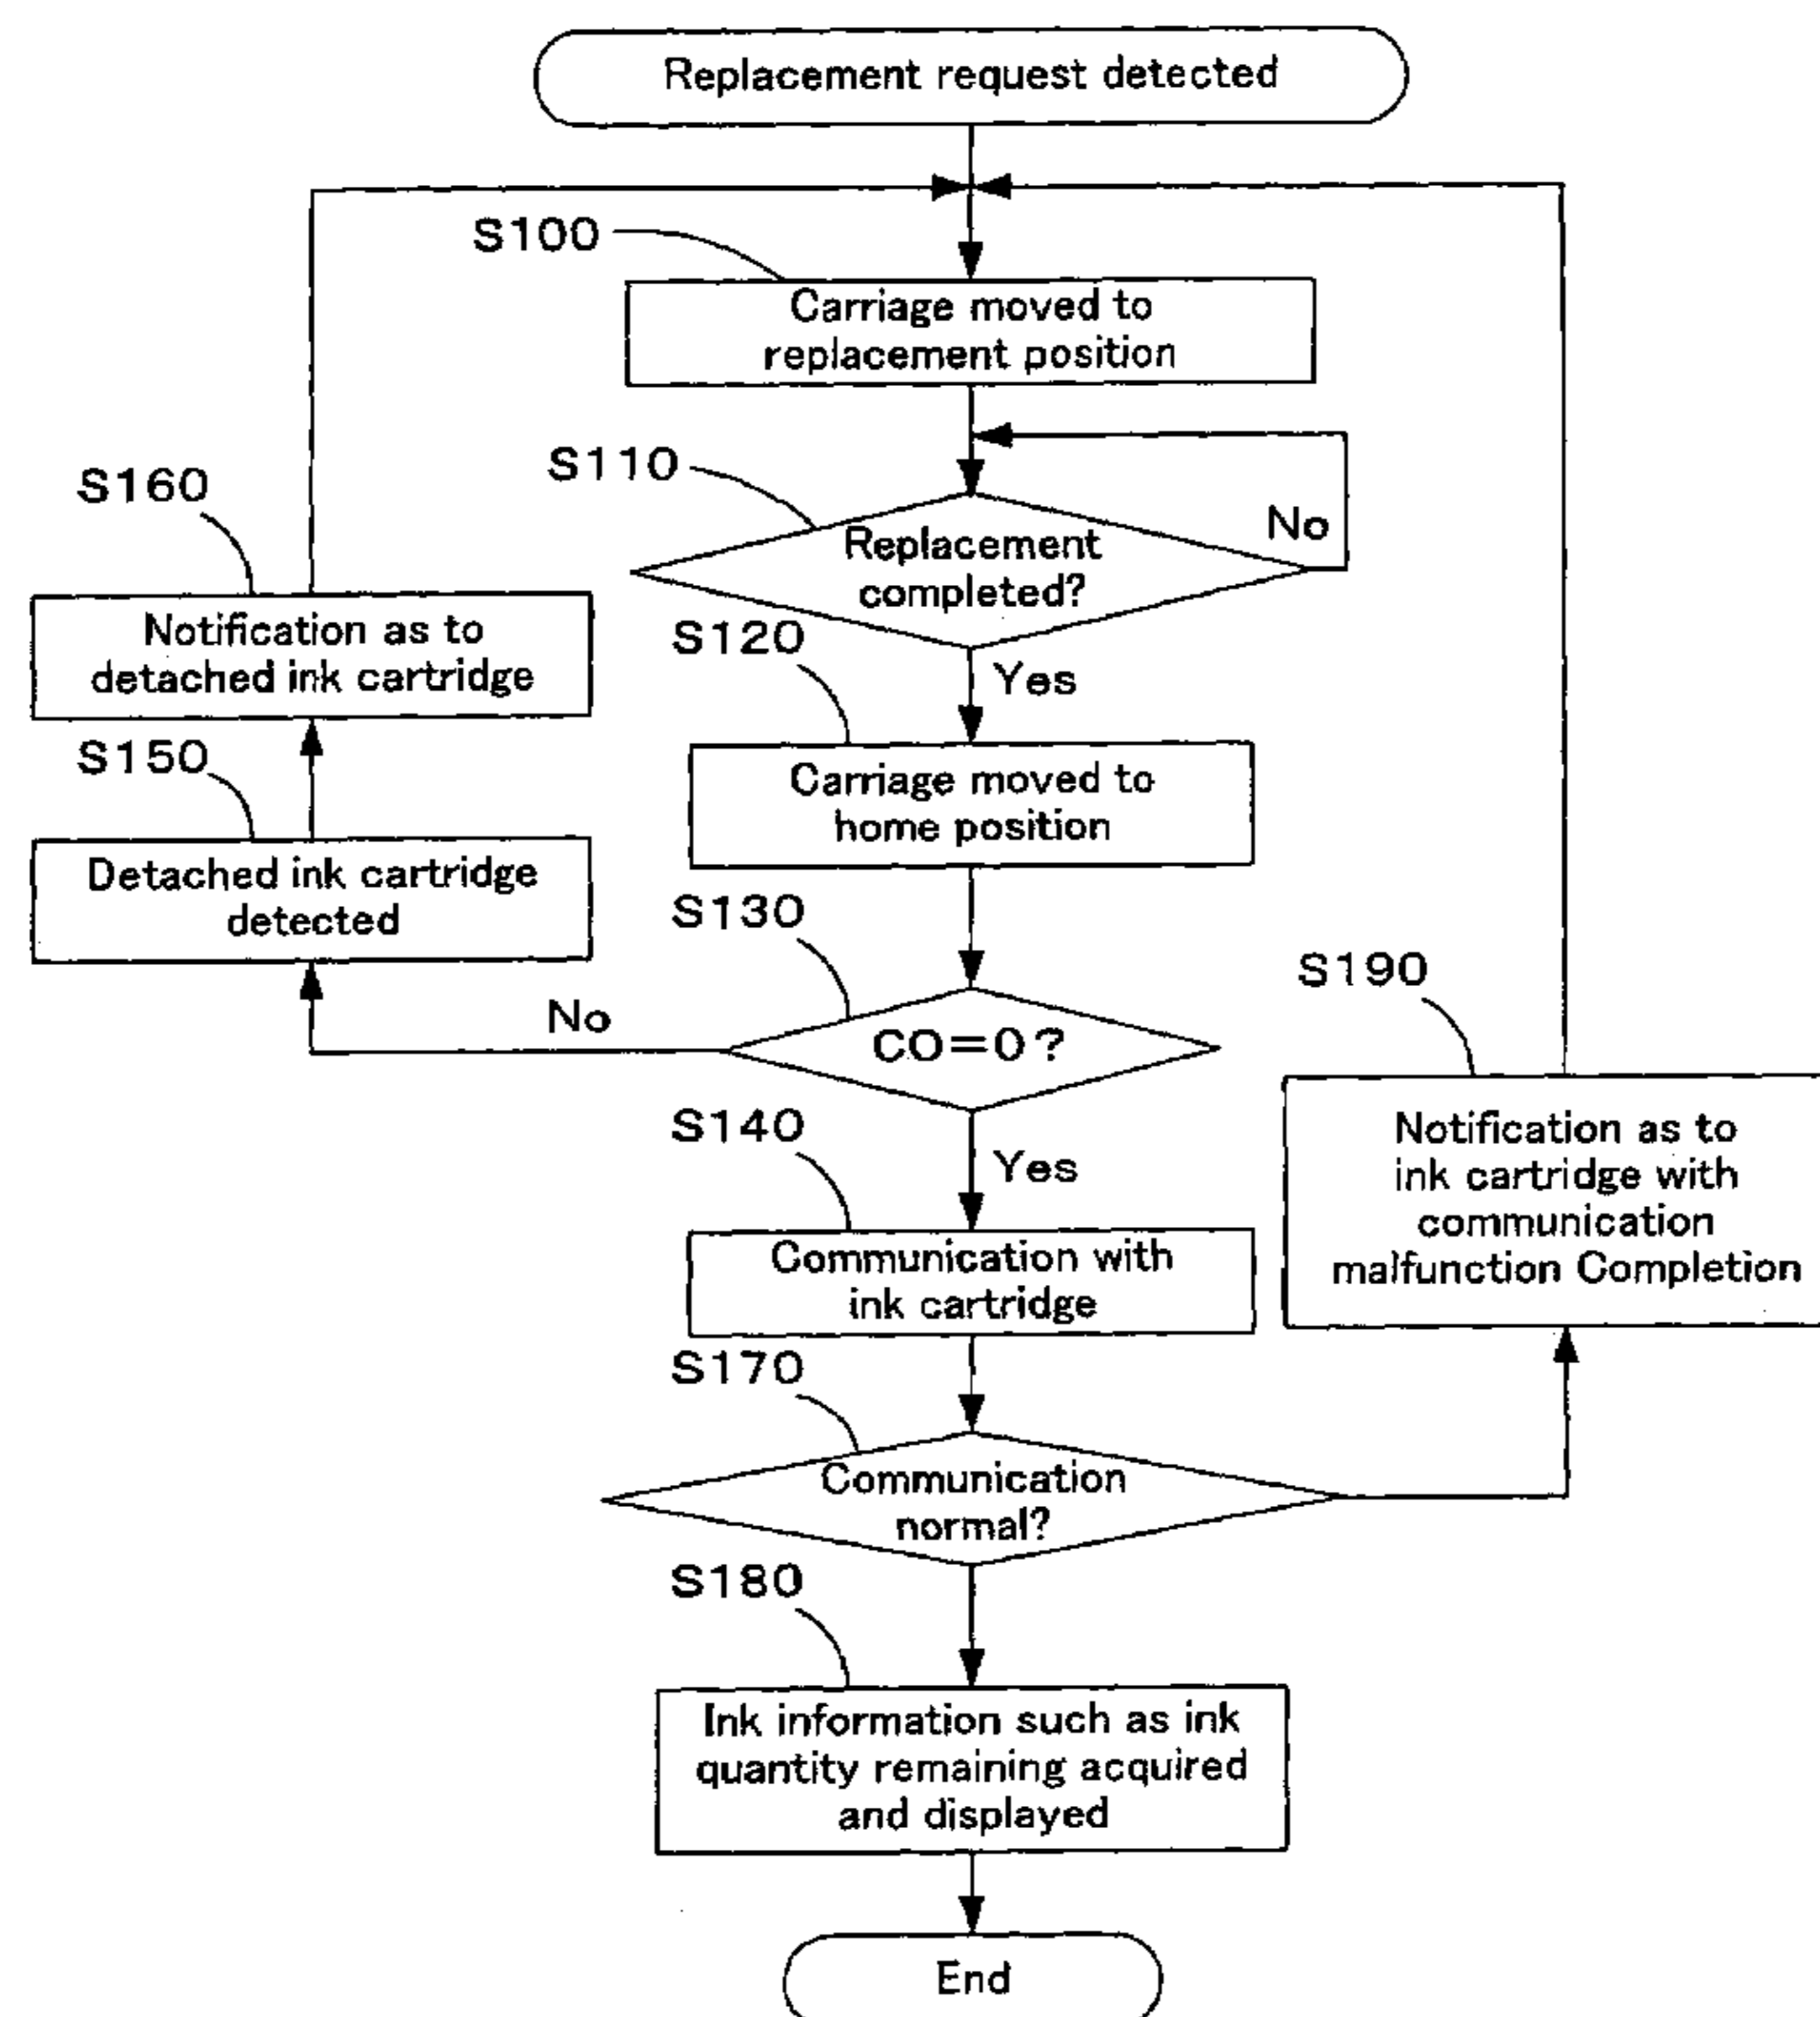 Replacement request detected
S100
Carriage moved to
replacement position
S110
Replacement
completed?
No
Yes
S120
Carriage moved to
home position
S130
CO=0?
No
Yes
S150
Detached ink cartridge
detected
S160
Notification as to
detached ink cartridge
S140
Communication with
ink cartridge
S170
Communication
normal?
S190
Notification as to
ink cartridge with
communication
malfunction Completion
S180
Ink information such as ink
quantity remaining acquired
and displayed
End